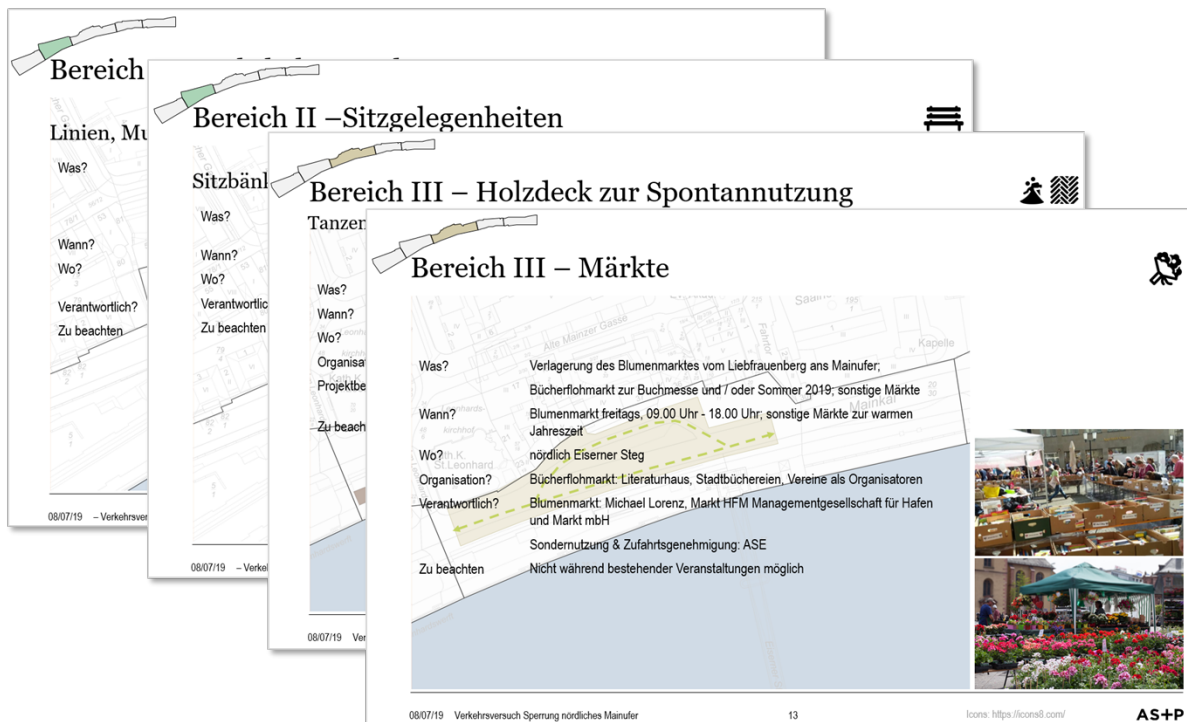 Bereich
Linien, Mu
Was?
Wann?
Wo?
Verantwortlich?
Zu beachten
08/07/19 – Verkehrsver
Bereich II –Sitzgelegenheiten
Sitzbänk
Was?
Wann?
Wo?
Verantwortlic
Zu beachten
08/07/19 – Verkel
Bereich III – Holzdeck zur Spontannutzung
Tanzen
Was?
Wann?
Wo?
Organisat
Projektbe
Zu beach
08/07/19 Ver
Bereich III – Märkte
Alte Mainzer Gasse
Fahrtor
Saalg
Kapelle
Mainkai
St.Leonhard
Was? Verlagerung des Blumenmarktes vom Liebfrauenberg ans Mainufer;
Bücherflohmarkt zur Buchmesse und / oder Sommer 2019; sonstige Märkte
Wann? Blumenmarkt freitags, 09.00 Uhr - 18.00 Uhr; sonstige Märkte zur warmen
Jahreszeit
Wo? nördlich Eiserner Steg
Organisation? Bücherflohmarkt: Literaturhaus, Stadtbüchereien, Vereine als Organisatoren
Verantwortlich? Blumenmarkt: Michael Lorenz, Markt HFM Managementgesellschaft für Hafen
und Markt mbH
Sondernutzung & Zufahrtsgenehmigung: ASE
Zu beachten Nicht während bestehender Veranstaltungen möglich
08/07/19 Verkehrsversuch Sperrung nördliches Mainufer 13 Icons: https://icons8.com/ AS+P